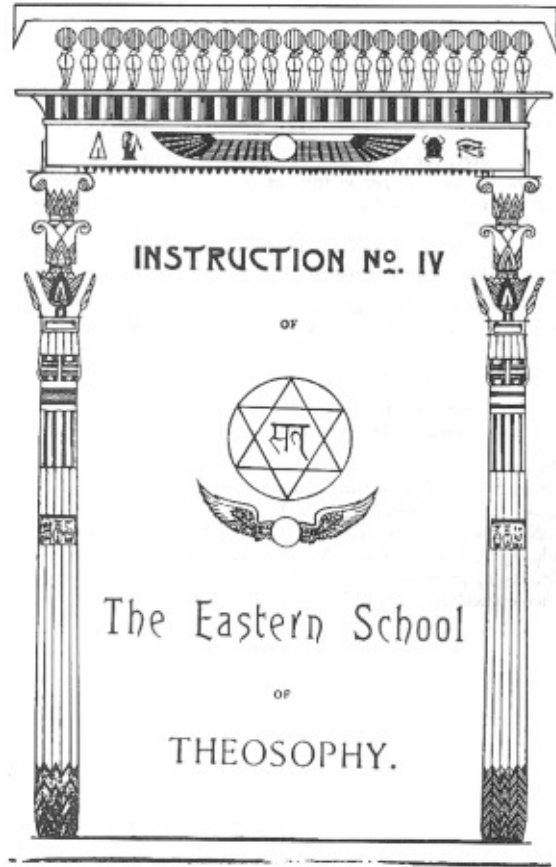 INSTRUCTION No. IV
OF
सत्
The Eastern School
OF
THEOSOPHY.